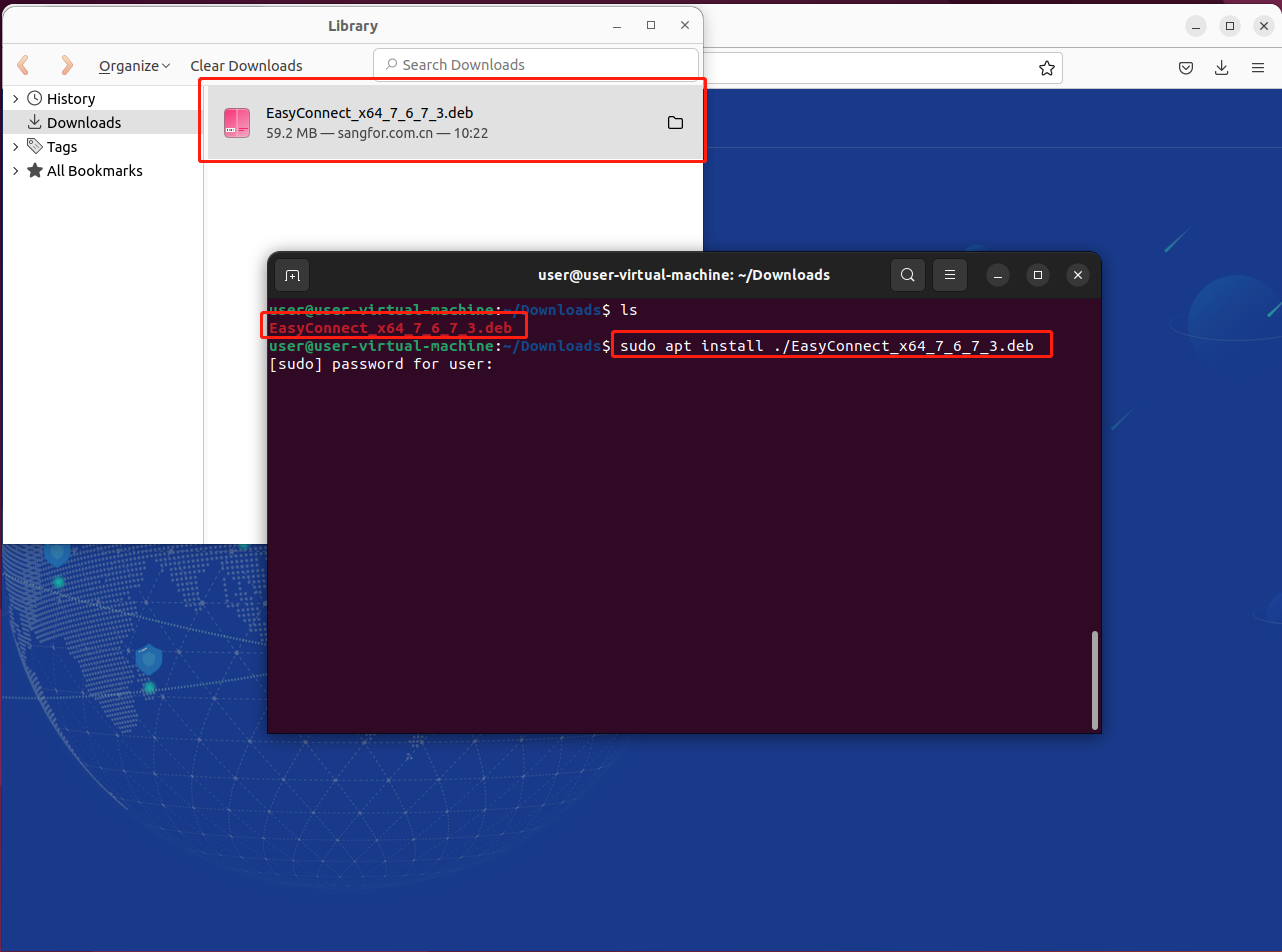 Library
Organize
Clear Downloads
Search Downloads
History
Downloads
Tags
All Bookmarks
EasyConnect_x64_7_6_7_3.deb
59.2 MB — sangfor.com.cn — 10:22
user@user-virtual-machine: ~/Downloads
user@user-virtual-machine:~/Downloads$ ls
EasyConnect_x64_7_6_7_3.deb
user@user-virtual-machine:~/Downloads$ sudo apt install ./EasyConnect_x64_7_6_7_3.deb
[sudo] password for user: